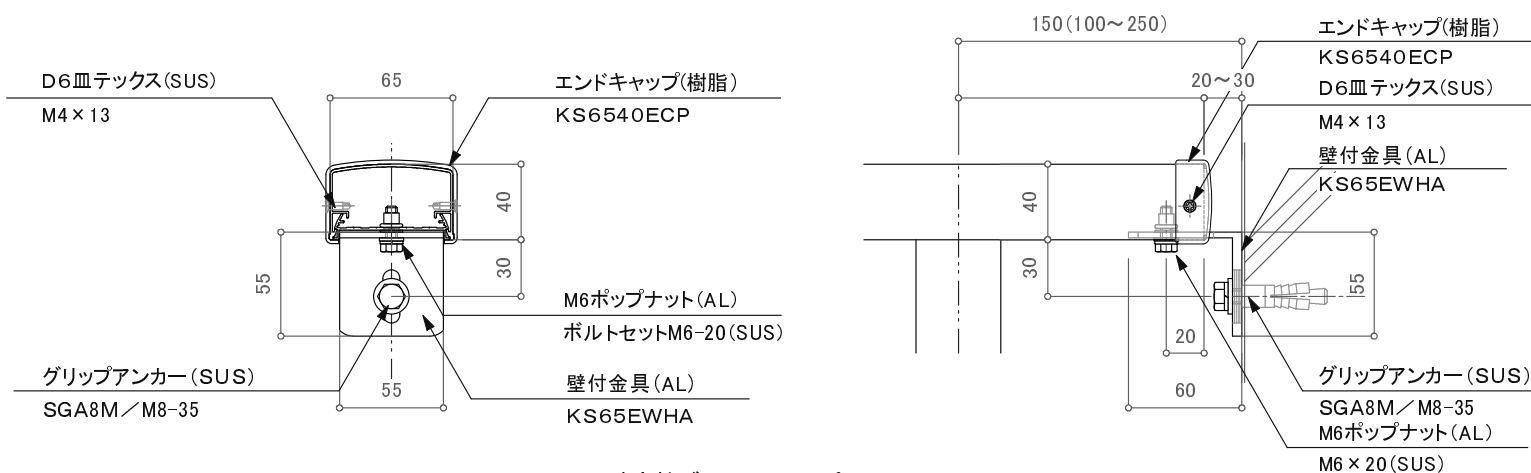 D6皿テックス(SUS)
M4×13
65
エンドキャップ(樹脂)
KS6540ECP
40
30
55
M6ポップナット(AL)
ボルトセットM6-20(SUS)
グリップアンカー(SUS)
SGA8M／M8-35
55
壁付金具(AL)
KS65EWHA
150(100～250)
エンドキャップ(樹脂)
KS6540ECP
20～30
D6皿テックス(SUS)
M4×13
壁付金具(AL)
KS65EWHA
40
30
55
20
60
グリップアンカー(SUS)
SGA8M／M8-35
M6ポップナット(AL)
M6×20(SUS)